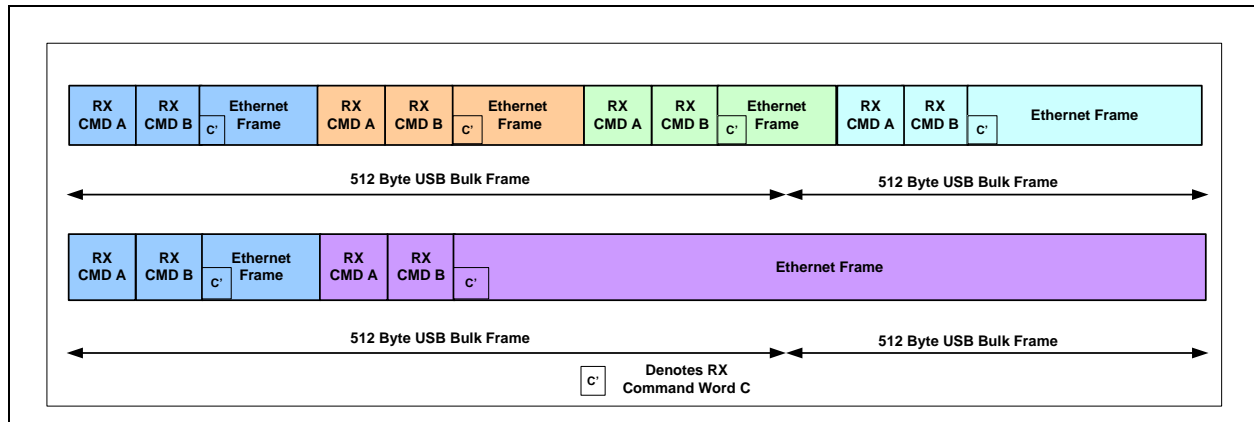 RX CMD A
RX CMD B
C'
Ethernet Frame
RX CMD A
RX CMD B
C'
Ethernet Frame
RX CMD A
RX CMD B
C'
Ethernet Frame
RX CMD A
RX CMD B
C'
Ethernet Frame
512 Byte USB Bulk Frame
512 Byte USB Bulk Frame
RX CMD A
RX CMD B
C'
Ethernet Frame
RX CMD A
RX CMD B
C'
Ethernet Frame
512 Byte USB Bulk Frame
512 Byte USB Bulk Frame
C'
Denotes RX
Command Word C